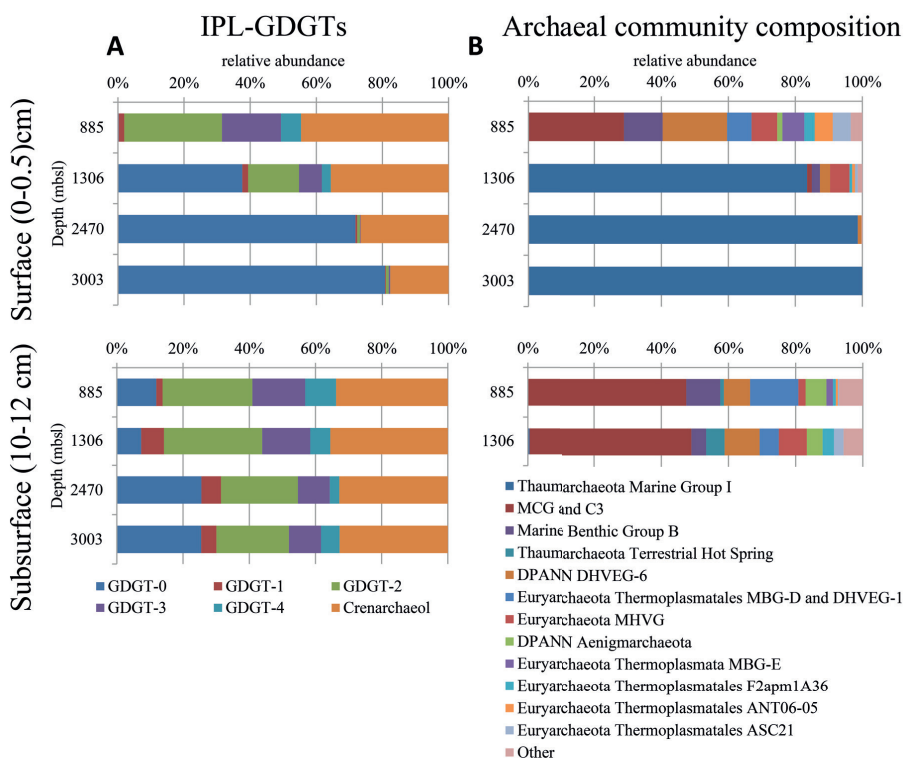 A
IPL-GDGTs
relative abundance
0% 20% 40% 60% 80% 100%
Surface (0-0.5)cm
Depth (mbsl)
885
1306
2470
3003
B
Archaeal community composition
relative abundance
0% 20% 40% 60% 80% 100%
885
1306
2470
3003
Subsurface (10-12 cm)
Depth (mbsl)
0% 20% 40% 60% 80% 100%
885
1306
2470
3003
GDGT-0 GDGT-1 GDGT-2
GDGT-3 GDGT-4 Crenarchaeol
0% 20% 40% 60% 80% 100%
885
1306
Thaumarchaeota Marine Group I
MCG and C3
Marine Benthic Group B
Thaumarchaeota Terrestrial Hot Spring
DPANN DHVEG-6
Euryarchaeota Thermoplasmatales MBG-D and DHVEG-1
Euryarchaeota MHVG
DPANN Aenigmarchaeota
Euryarchaeota Thermoplasmata MBG-E
Euryarchaeota Thermoplasmatales F2apm1A36
Euryarchaeota Thermoplasmatales ANT06-05
Euryarchaeota Thermoplasmatales ASC21
Other